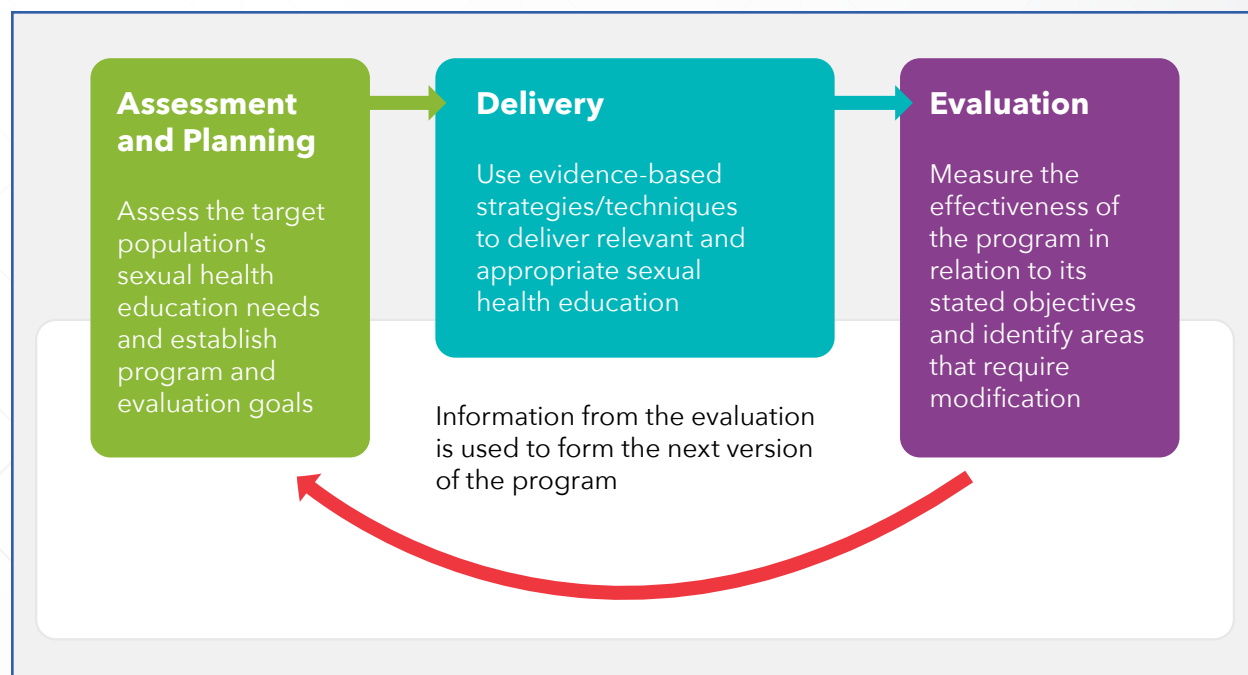 Assessment
and Planning
Assess the target
population's
sexual health
education needs
and establish
program and
evaluation goals
Delivery
Use evidence-based
strategies/techniques
to deliver relevant and
appropriate sexual
health education
Evaluation
Measure the
effectiveness of
the program in
relation to its
stated objectives
and identify areas
that require
modification
Information from the evaluation
is used to form the next version
of the program